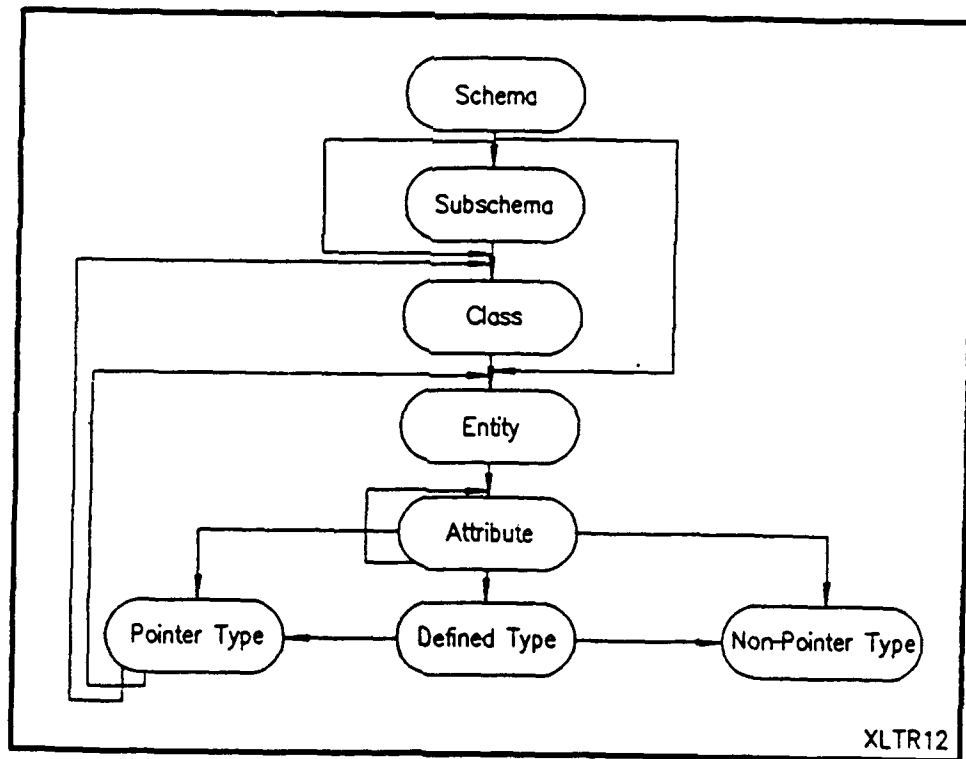 Schema
Subschema
Class
Entity
Attribute
Pointer Type
Defined Type
Non-Pointer Type
XLTR12